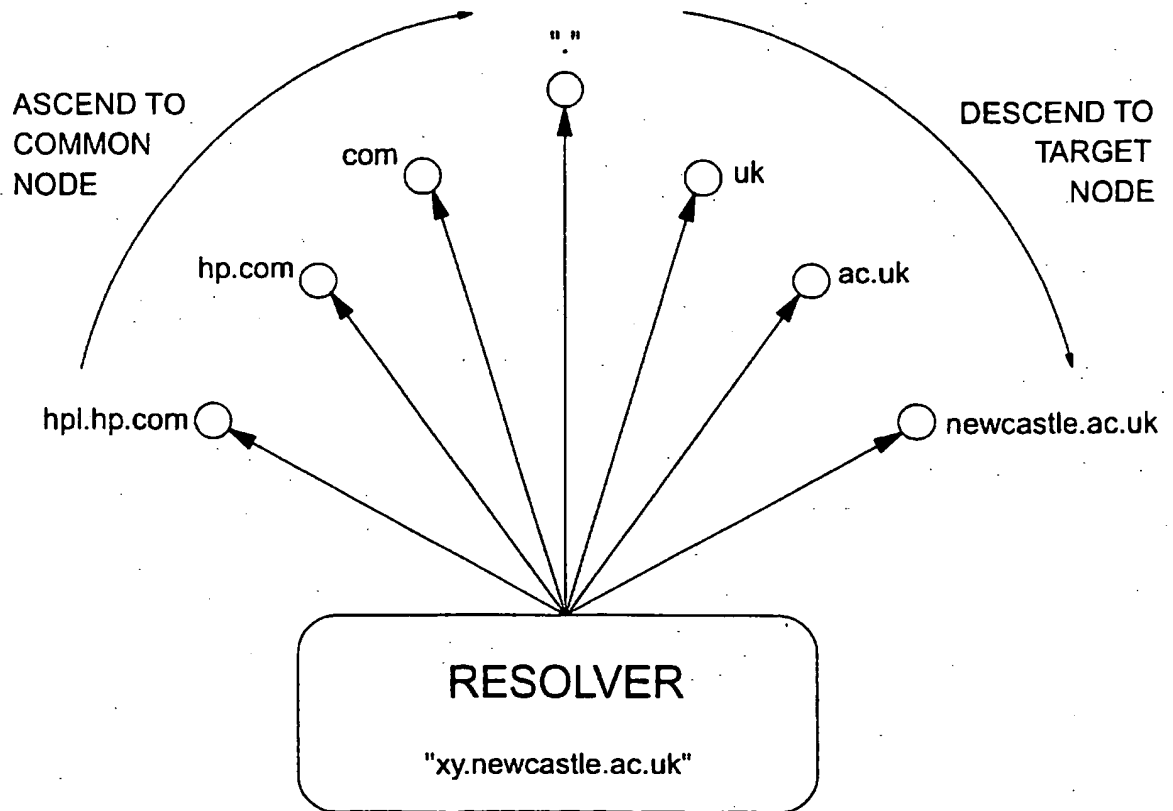 "."
ASCEND TO
COMMON
NODE
DESCEND TO
TARGET
NODE
com
uk
hp.com
ac.uk
hpl.hp.com
newcastle.ac.uk
RESOLVER
"xy.newcastle.ac.uk"